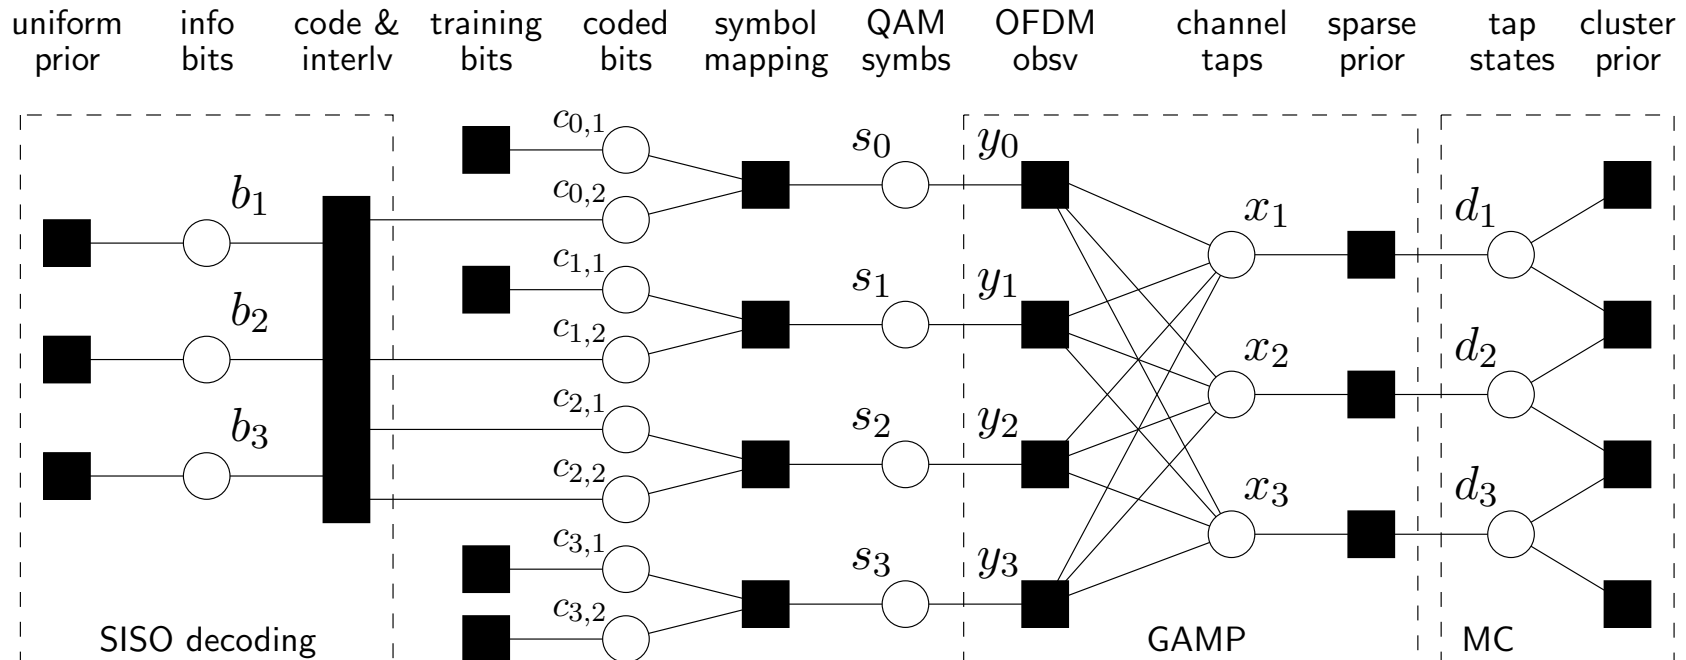 uniform prior
info bits
code & interlv
training bits
coded bits
symbol mapping
QAM symbs
OFDM obsv
channel taps
sparse prior
tap states
cluster prior
c0,1
s0
y0
b1
c0,2
x1
d1
c1,1
s1
y1
b2
c1,2
x2
d2
c2,1
s2
y2
b3
c2,2
x3
d3
c3,1
s3
y3
c3,2
SISO decoding
GAMP
MC